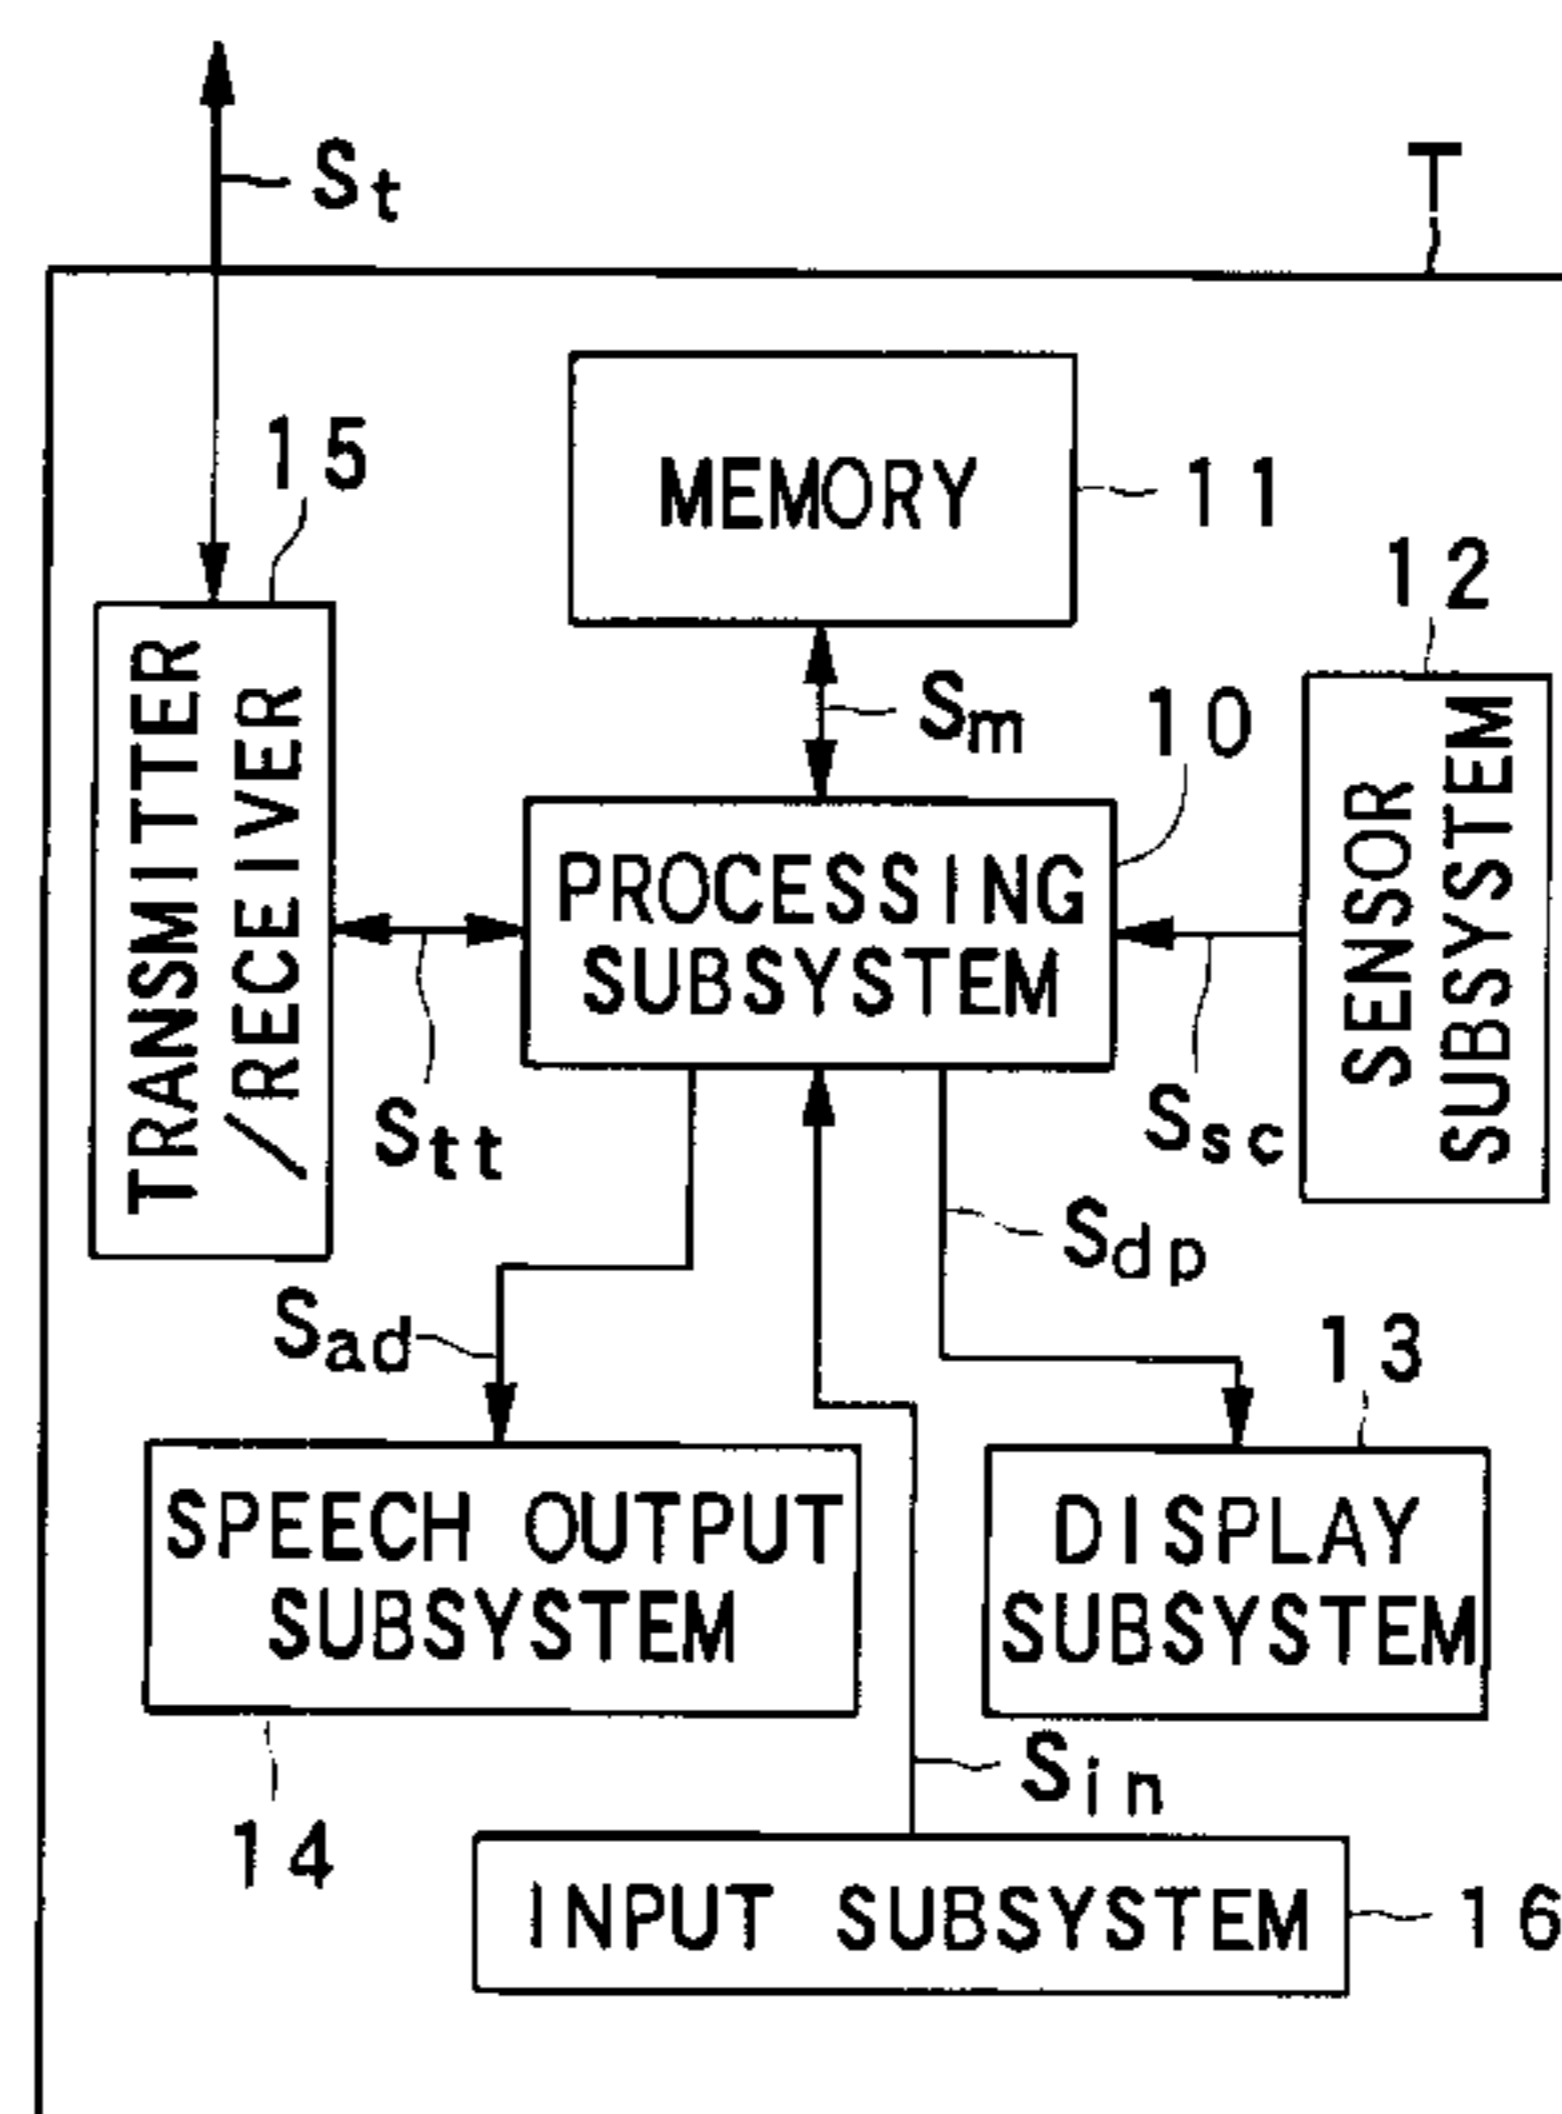 St
T
15
MEMORY
11
12
Sm
10
TRANSMITTER
/RECEIVER
PROCESSING
SUBSYSTEM
SENSOR
SUBSYSTEM
Stt
Ssc
Sdp
Sad
13
SPEECH OUTPUT
SUBSYSTEM
DISPLAY
SUBSYSTEM
14
Sin
INPUT SUBSYSTEM
16